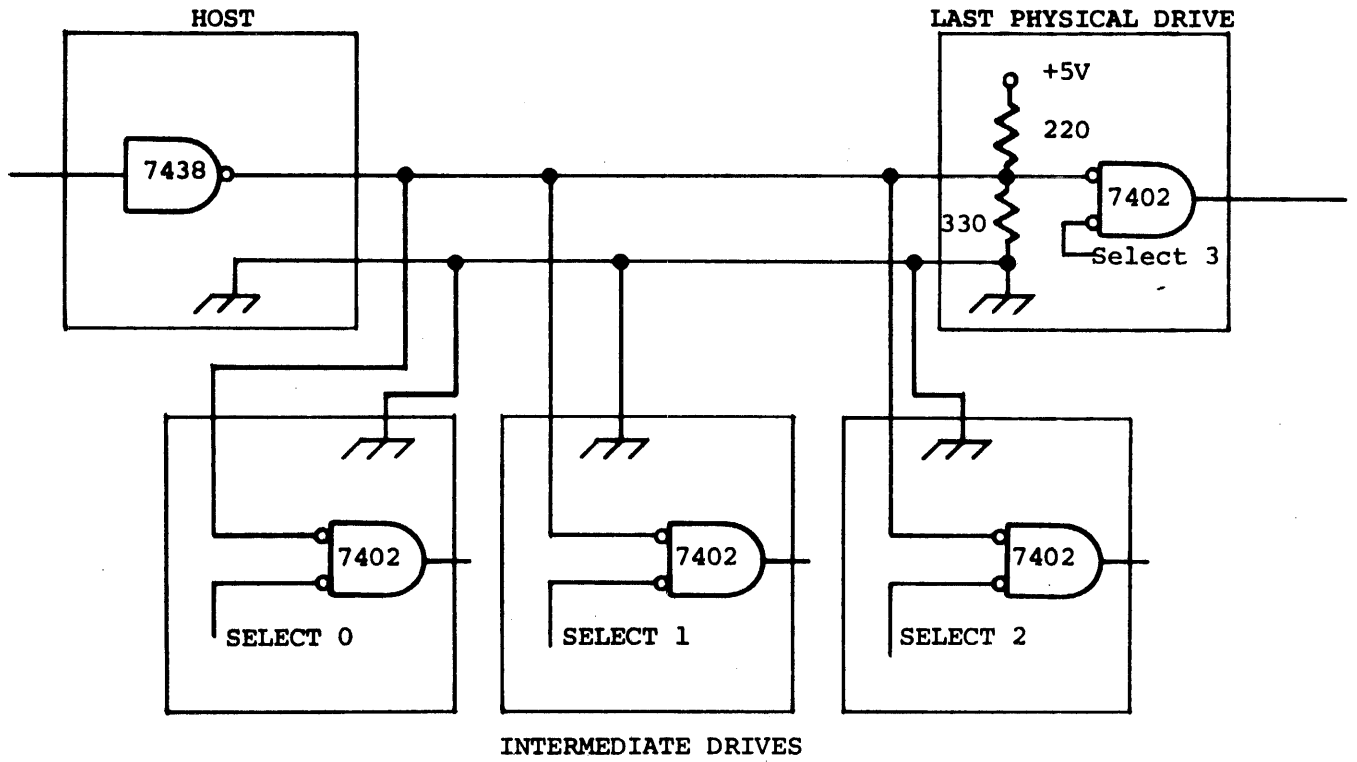 HOST
LAST PHYSICAL DRIVE
+5V
220
7438
7402
330
Select 3
7402
7402
7402
SELECT 0
SELECT 1
SELECT 2
INTERMEDIATE DRIVES